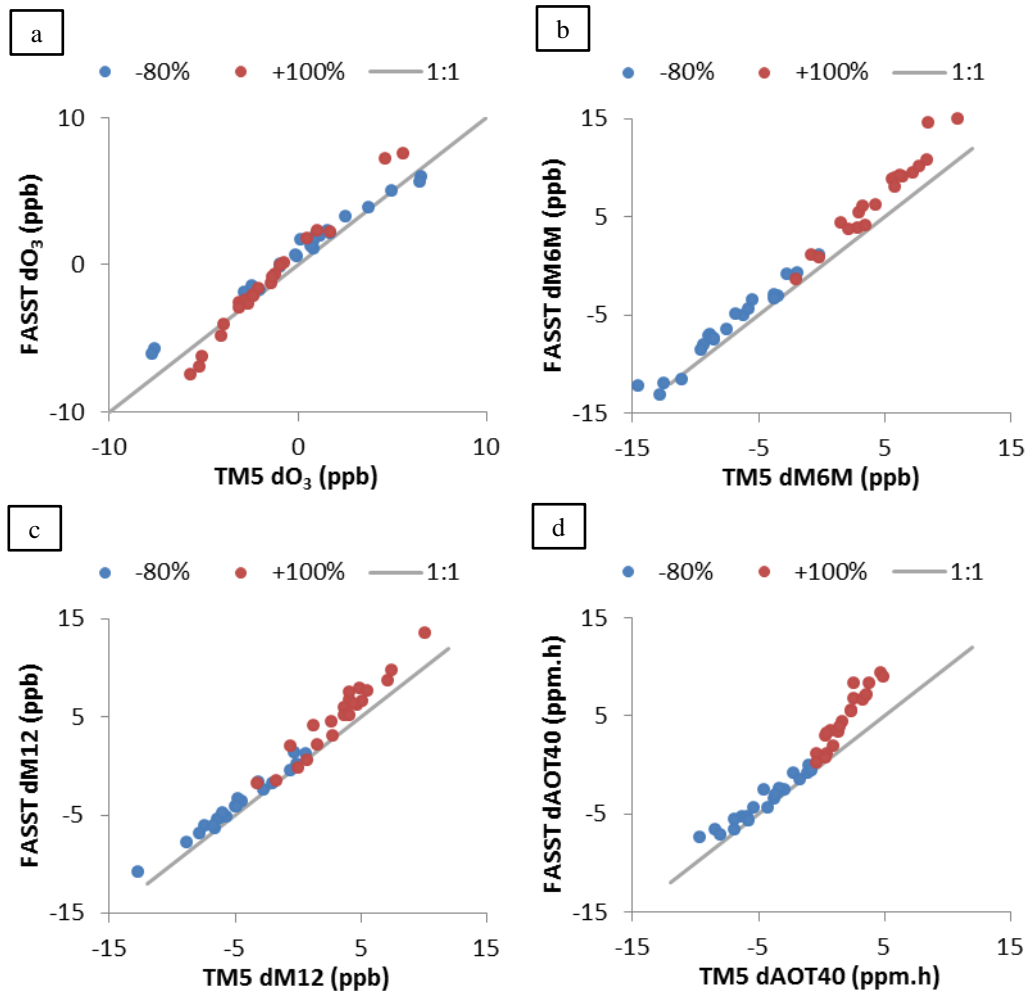 a
-80% +100% 1:1
10
0
-10
-10 0 10
FASST dO3 (ppb)
TM5 dO3 (ppb)
b
-80% +100% 1:1
15
5
-5
-15
-15 -5 5 15
FASST dM6M (ppb)
TM5 dM6M (ppb)
c
-80% +100% 1:1
15
5
-5
-15
-15 -5 5 15
FASST dM12 (ppb)
TM5 dM12 (ppb)
d
-80% +100% 1:1
15
5
-5
-15
-15 -5 5 15
FASST dAOT40 (ppm.h)
TM5 dAOT40 (ppm.h)